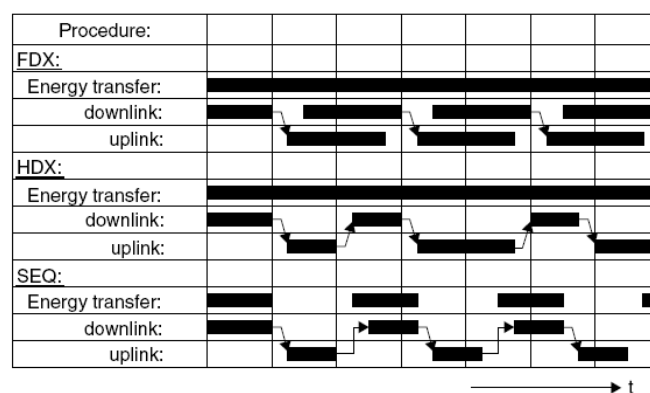 Procedure:
FDX:
Energy transfer:
downlink:
uplink:
HDX:
Energy transfer:
downlink:
uplink:
SEQ:
Energy transfer:
downlink:
uplink:
t